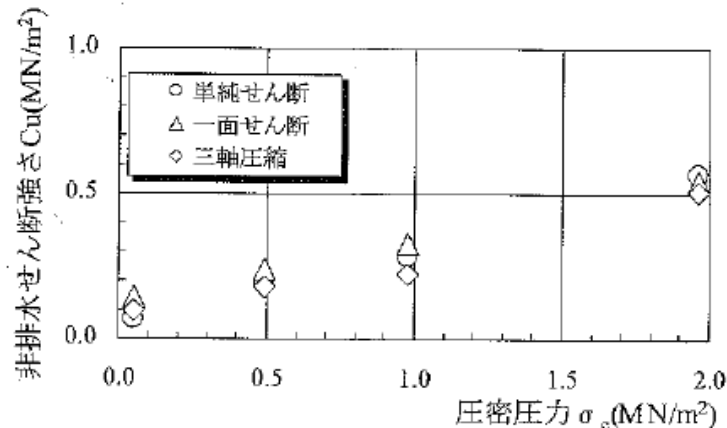 非排水せん断強さCu(MN/m²)
1.0
0.5
0.0
○ 単純せん断
△ 一面せん断
◇ 三軸圧縮
0.0 0.5 1.0 1.5 2.0
圧密圧力 σc(MN/m²)